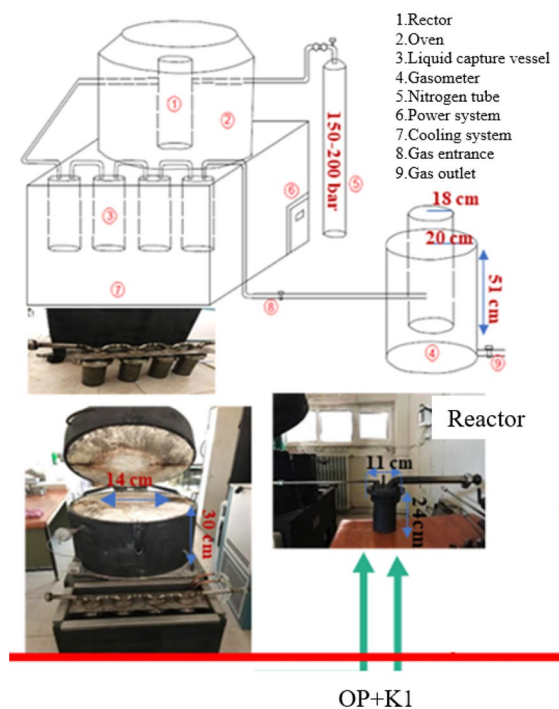 1.Rector
2.Oven
3.Liquid capture vessel
4.Gasometer
5.Nitrogen tube
6.Power system
7.Cooling system
8.Gas entrance
9.Gas outlet
①
②
150-200 bar
③
⑥
⑤
18 cm
20 cm
51 cm
⑦
⑧
④
⑨
Reactor
14 cm
30 cm
11 cm
24cm
OP+K1